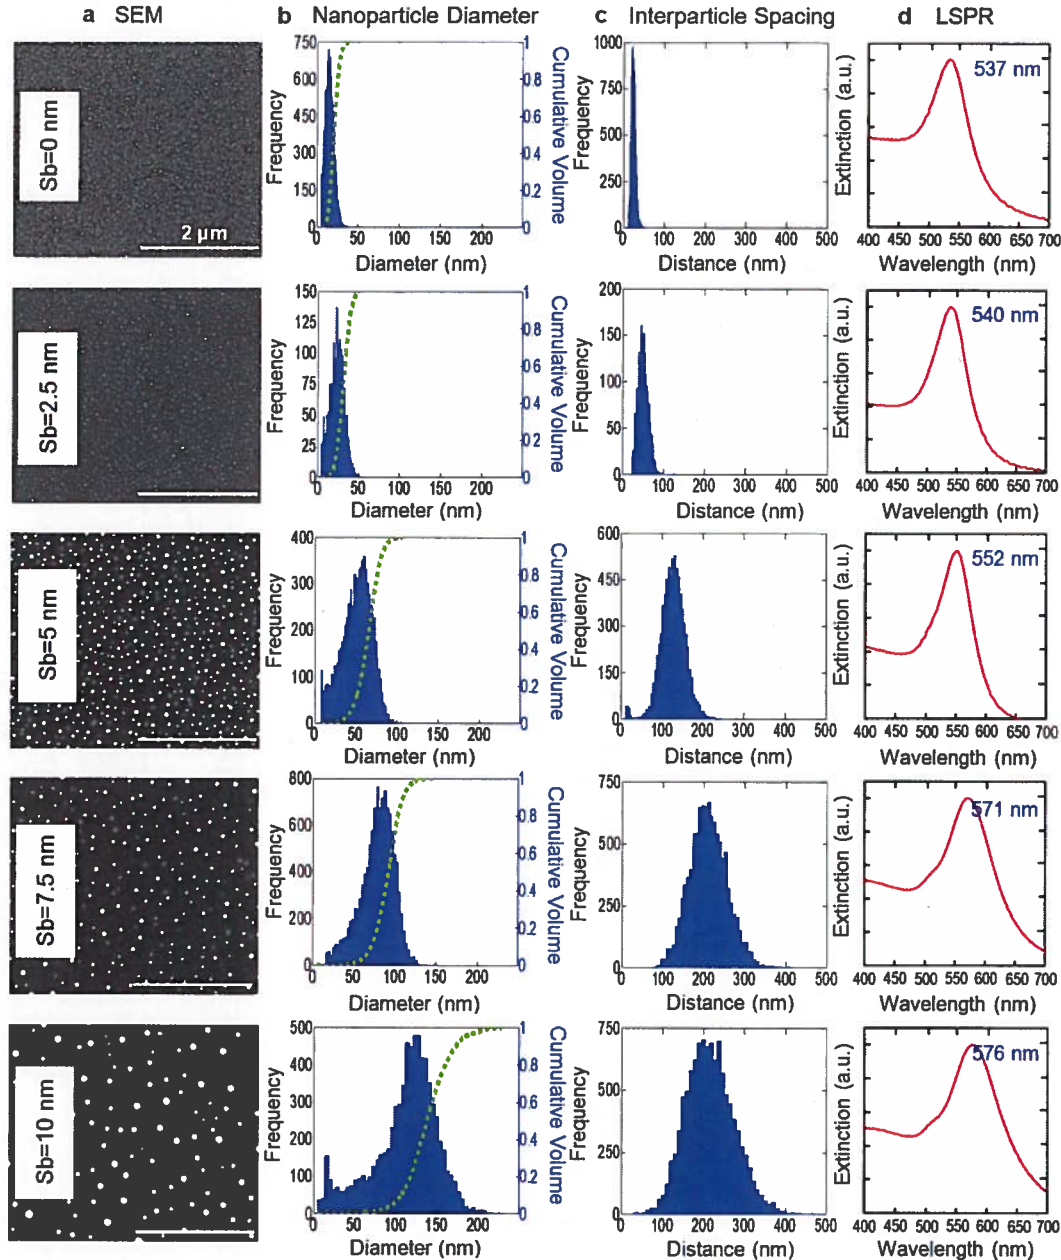 a SEM b Nanoparticle Diameter c Interparticle Spacing d LSPR
Sb=0 nm
2 µm
750
600
450
300
150
0
Frequency
0 50 100 150 200
Diameter (nm)
1
0.8
0.6
0.4
0.2
0
Cumulative Volume
1000
750
500
250
0
Frequency
0 100 200 300 400 500
Distance (nm)
Extinction (a.u.)
537 nm
400 450 500 550 600 650 700
Wavelength (nm)
Sb=2.5 nm
150
125
100
75
50
25
0
Frequency
0 50 100 150 200
Diameter (nm)
1
0.8
0.6
0.4
0.2
0
Cumulative Volume
200
150
100
50
0
Frequency
0 100 200 300 400 500
Distance (nm)
Extinction (a.u.)
540 nm
400 450 500 550 600 650 700
Wavelength (nm)
Sb=5 nm
400
300
200
100
0
Frequency
0 50 100 150 200
Diameter (nm)
1
0.8
0.6
0.4
0.2
0
Cumulative Volume
600
450
300
150
0
Frequency
0 100 200 300 400 500
Distance (nm)
Extinction (a.u.)
552 nm
400 450 500 550 600 650 700
Wavelength (nm)
Sb=7.5 nm
800
600
400
200
0
Frequency
0 50 100 150 200
Diameter (nm)
1
0.8
0.6
0.4
0.2
0
Cumulative Volume
750
500
250
0
Frequency
0 100 200 300 400 500
Distance (nm)
Extinction (a.u.)
571 nm
400 450 500 550 600 650 700
Wavelength (nm)
Sb=10 nm
500
400
300
200
100
0
Frequency
0 50 100 150 200
Diameter (nm)
1
0.8
0.6
0.4
0.2
0
Cumulative Volume
750
500
250
0
Frequency
0 100 200 300 400 500
Distance (nm)
Extinction (a.u.)
576 nm
400 450 500 550 600 650 700
Wavelength (nm)